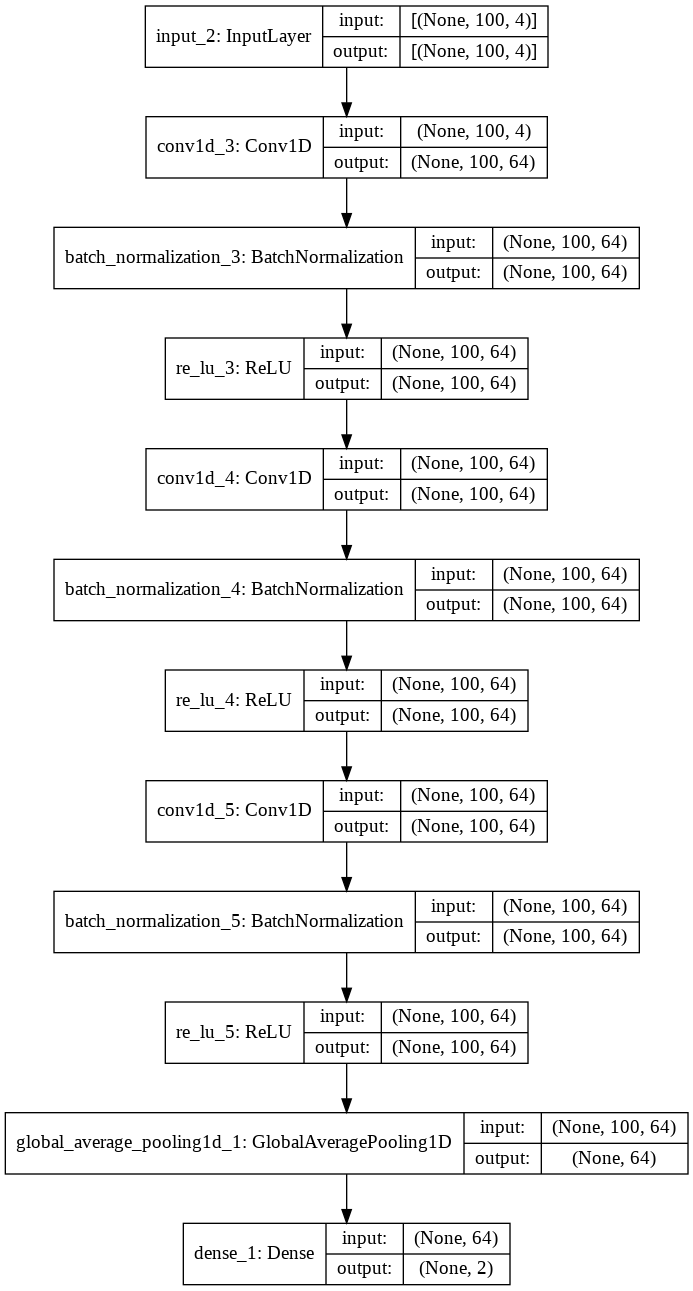 input_2: InputLayer
input: [(None, 100, 4)]
output: [(None, 100, 4)]
conv1d_3: Conv1D
input: (None, 100, 4)
output: (None, 100, 64)
batch_normalization_3: BatchNormalization
input: (None, 100, 64)
output: (None, 100, 64)
re_lu_3: ReLU
input: (None, 100, 64)
output: (None, 100, 64)
conv1d_4: Conv1D
input: (None, 100, 64)
output: (None, 100, 64)
batch_normalization_4: BatchNormalization
input: (None, 100, 64)
output: (None, 100, 64)
re_lu_4: ReLU
input: (None, 100, 64)
output: (None, 100, 64)
conv1d_5: Conv1D
input: (None, 100, 64)
output: (None, 100, 64)
batch_normalization_5: BatchNormalization
input: (None, 100, 64)
output: (None, 100, 64)
re_lu_5: ReLU
input: (None, 100, 64)
output: (None, 100, 64)
global_average_pooling1d_1: GlobalAveragePooling1D
input: (None, 100, 64)
output: (None, 64)
dense_1: Dense
input: (None, 64)
output: (None, 2)